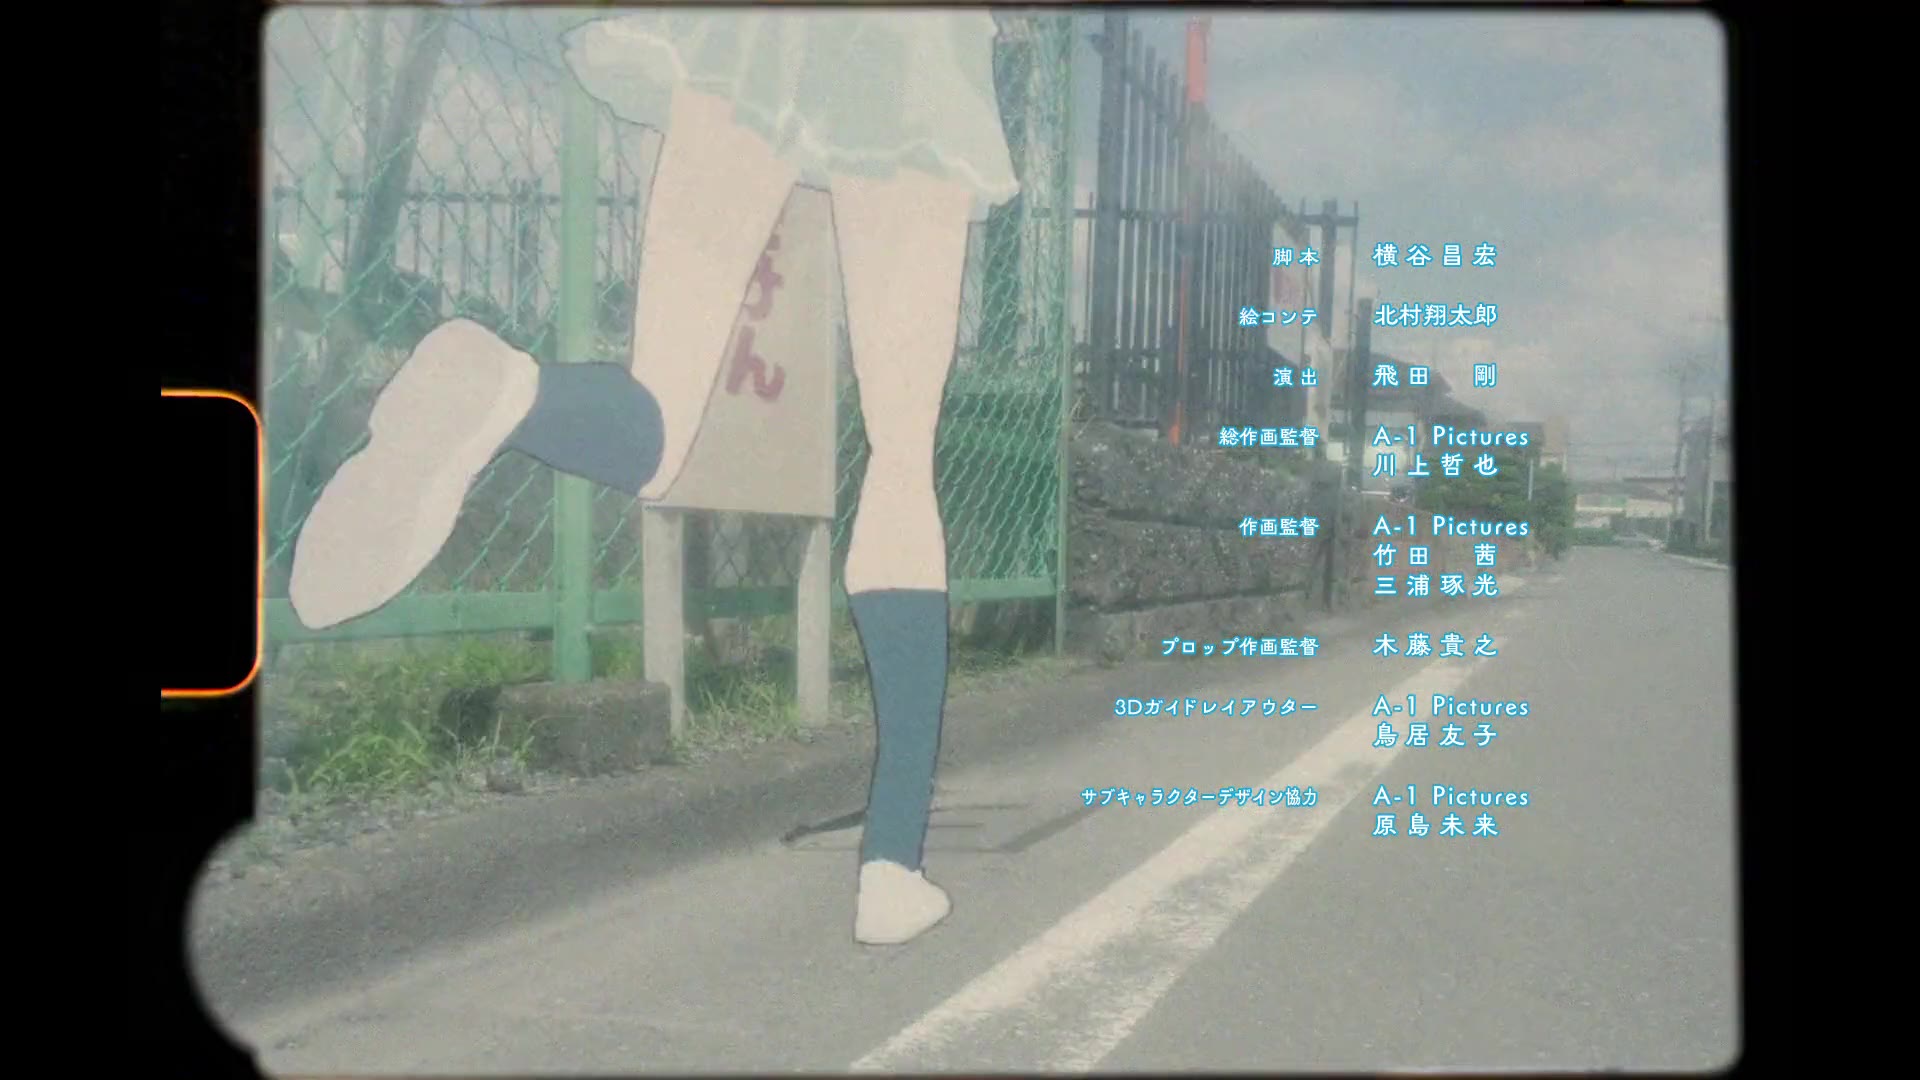 脚本 横谷昌宏
絵コンテ 北村翔太郎
演出 飛田 剛
総作画監督 A-1 Pictures
川上哲也
作画監督 A-1 Pictures
竹田 茜
三浦琢光
プロップ作画監督 木藤貴之
3Dガイドレイアウター A-1 Pictures
鳥居友子
サブキャラクターデザイン協力 A-1 Pictures
原島未来